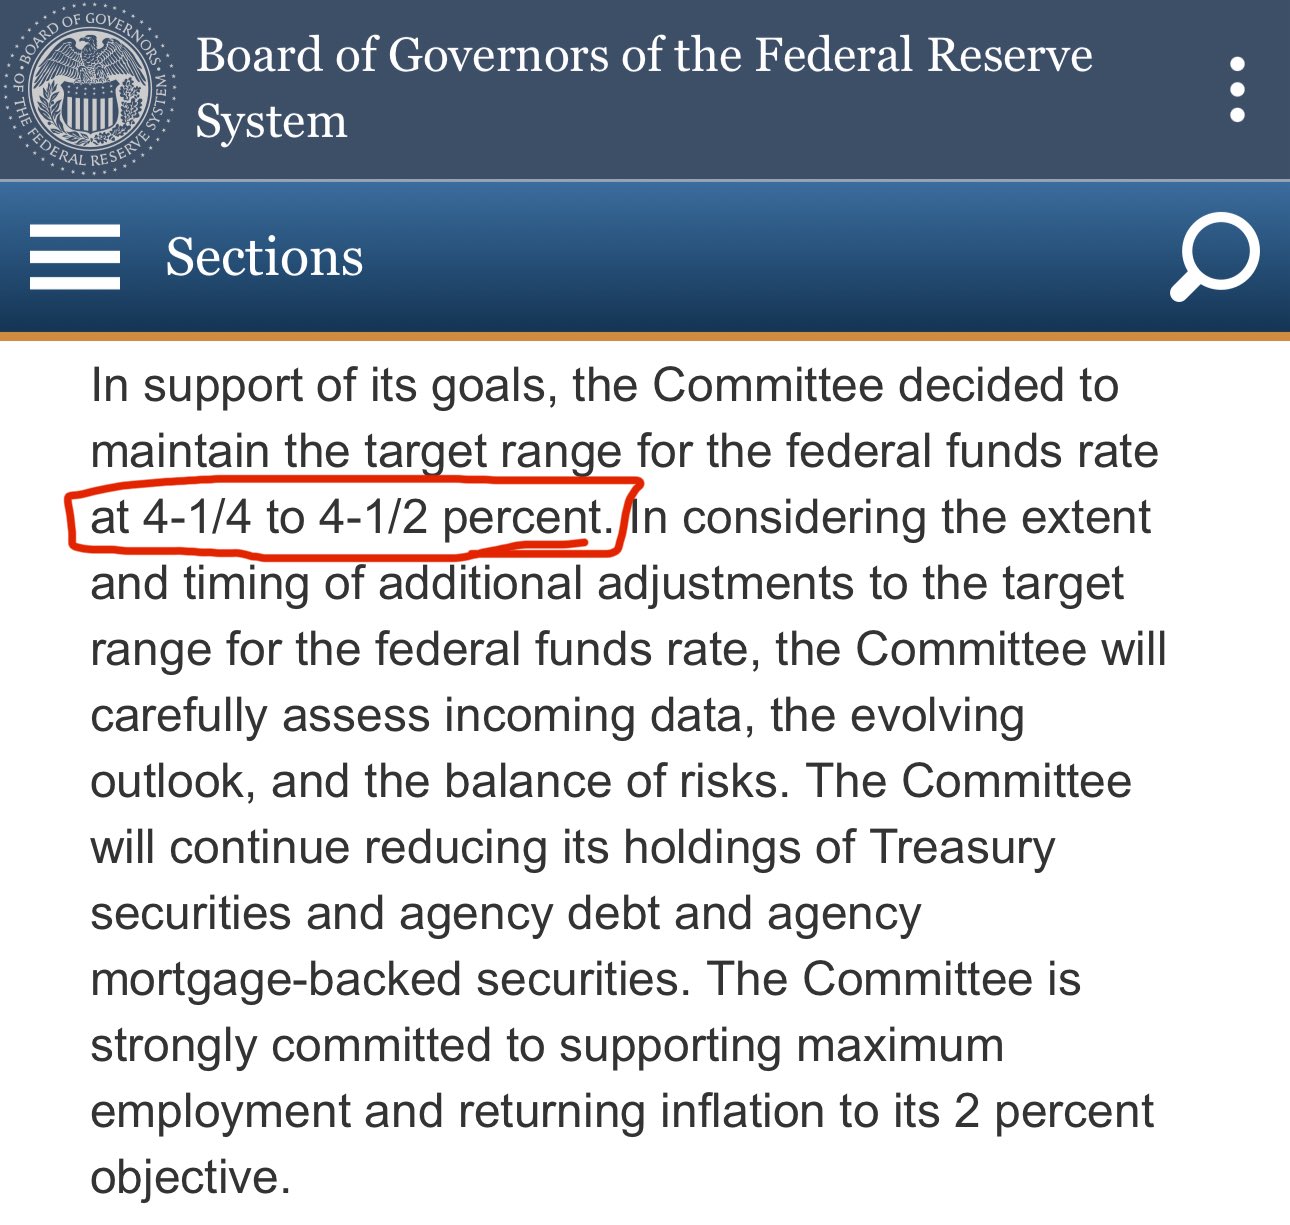 BOARD OF GOVERNORS OF THE FEDERAL RESERVE SYSTEM
Board of Governors of the Federal Reserve
System
Sections
In support of its goals, the Committee decided to
maintain the target range for the federal funds rate
at 4-1/4 to 4-1/2 percent. In considering the extent
and timing of additional adjustments to the target
range for the federal funds rate, the Committee will
carefully assess incoming data, the evolving
outlook, and the balance of risks. The Committee
will continue reducing its holdings of Treasury
securities and agency debt and agency
mortgage-backed securities. The Committee is
strongly committed to supporting maximum
employment and returning inflation to its 2 percent
objective.